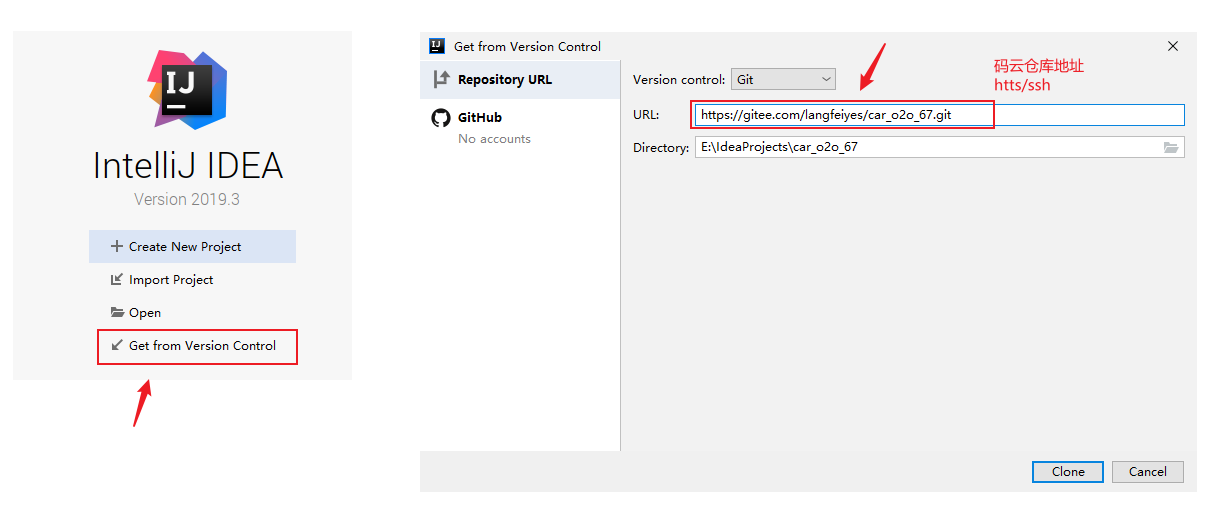 IJ
IntelliJ IDEA
Version 2019.3
Create New Project
Import Project
Open
Get from Version Control
IJ Get from Version Control
Repository URL
GitHub
No accounts
Version control: Git
URL: https://gitee.com/langfeiyes/car_o2o_67.git
Directory: E:\IdeaProjects\car_o2o_67
码云仓库地址
htts/ssh
Clone Cancel